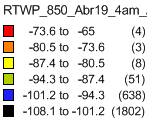 RTWP_850_Abr19_4am_
-73.6 to -65 (4)
-80.5 to -73.6 (3)
-87.4 to -80.5 (8)
-94.3 to -87.4 (51)
-101.2 to -94.3 (638)
-108.1 to -101.2 (1802)